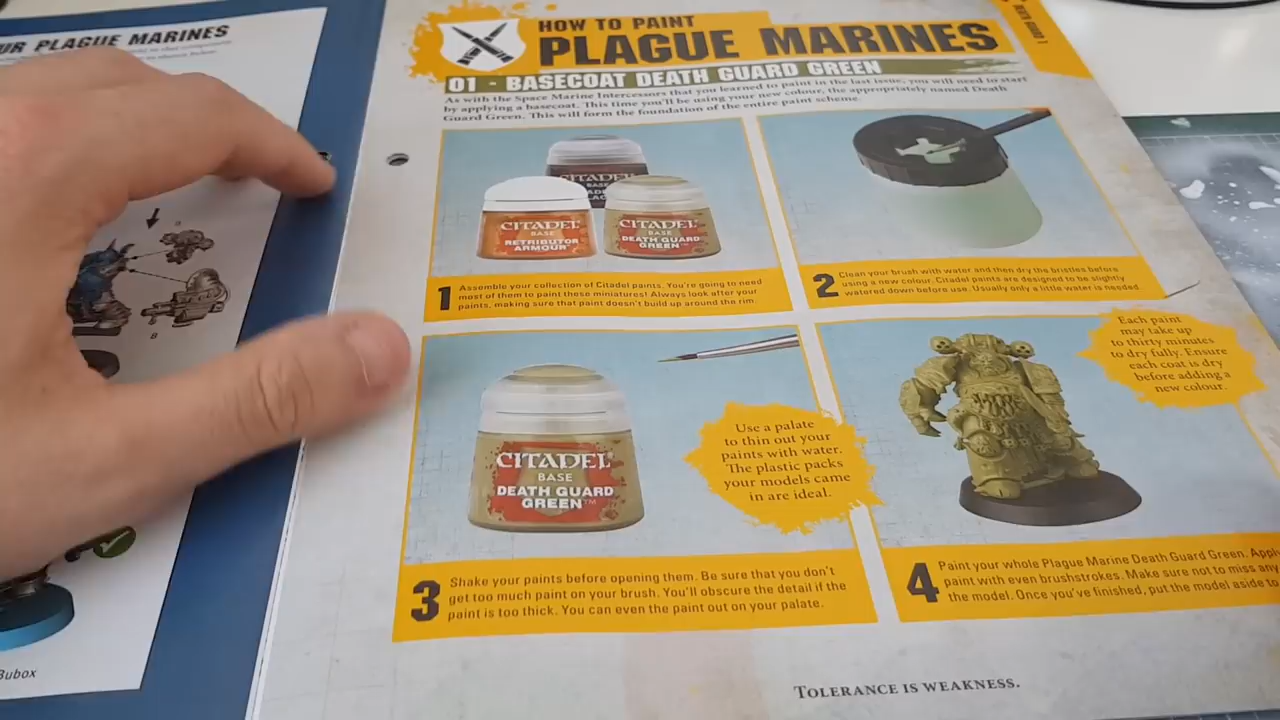 UR PLAGUE MARINES
HOW TO PAINT
PLAGUE MARINES
01 - BASECOAT DEATH GUARD GREEN
As with the Space Marine Intercessors that you learned to paint in the last issue, you will need to start
by applying a basecoat. This time you'll be using your new colour, the appropriately named Death
Guard Green. This will form the foundation of the entire paint scheme.
CITADEL
BASE
CITADEL
BASE
RETRIBUTOR
ARMOUR
CITADEL
BASE
DEATH GUARD
GREEN
1 Assemble your collection of Citadel paints. You're going to need
most of them to paint these miniatures! Always look after your
paints, making sure that paint doesn't build up around the rim.
2 Clean your brush with water and then dry the bristles before
using a new colour. Citadel paints are designed to be slightly
watered down before use. Usually only a little water is needed.
CITADEL
BASE
DEATH GUARD
GREEN™
Use a palate
to thin out your
paints with water.
The plastic packs
your models came
in are ideal.
3 Shake your paints before opening them. Be sure that you don't
get too much paint on your brush. You'll obscure the detail if the
paint is too thick. You can even the paint out on your palate.
Each paint
may take up
to thirty minutes
to dry fully. Ensure
each coat is dry
before adding a
new colour.
4 Paint your whole Plague Marine Death Guard Green. Appl
paint with even brushstrokes. Make sure not to miss any
the model. Once you've finished, put the model aside to
8
Bubox
TOLERANCE IS WEAKNESS.